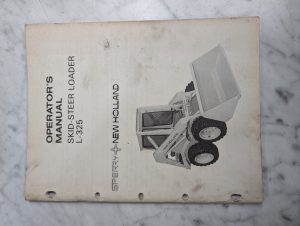 OPERATOR'S
MANUAL
SKID-STEER LOADER
L-325
SPERRY NEW HOLLAND